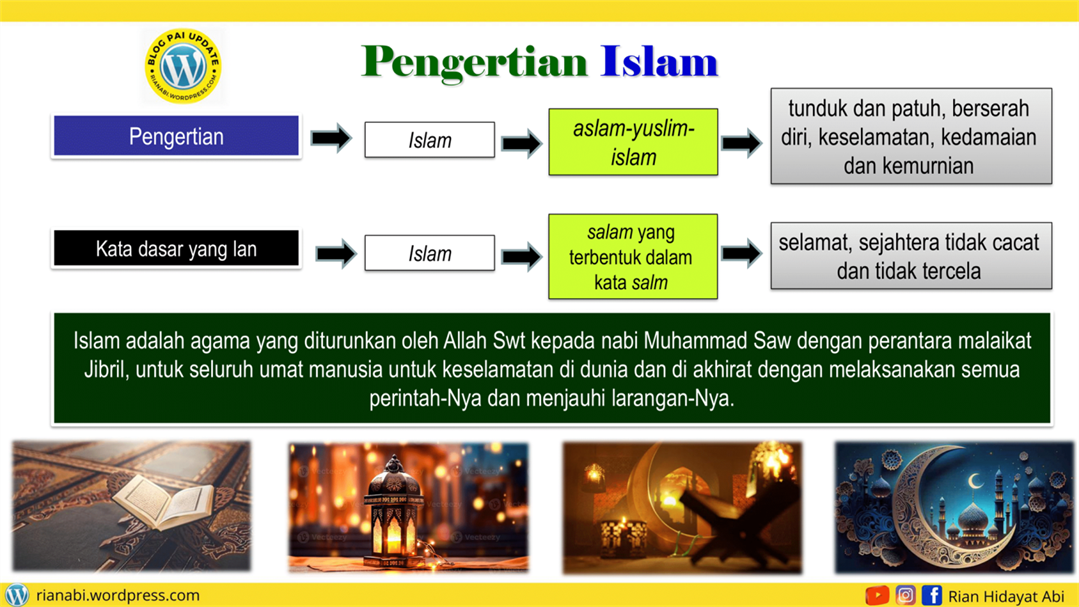 BLOG PAI UPDATE
RIANABI.WORDPRESS.COM
Pengertian Islam
Pengertian
Islam
aslam-yuslim-
islam
tunduk dan patuh, berserah
diri, keselamatan, kedamaian
dan kemurnian
Kata dasar yang lan
Islam
salam yang
terbentuk dalam
kata salm
selamat, sejahtera tidak cacat
dan tidak tercela
Islam adalah agama yang diturunkan oleh Allah Swt kepada nabi Muhammad Saw dengan perantara malaikat
Jibril, untuk seluruh umat manusia untuk keselamatan di dunia dan di akhirat dengan melaksanakan semua
perintah-Nya dan menjauhi larangan-Nya.
rianabi.wordpress.com
Rian Hidayat Abi